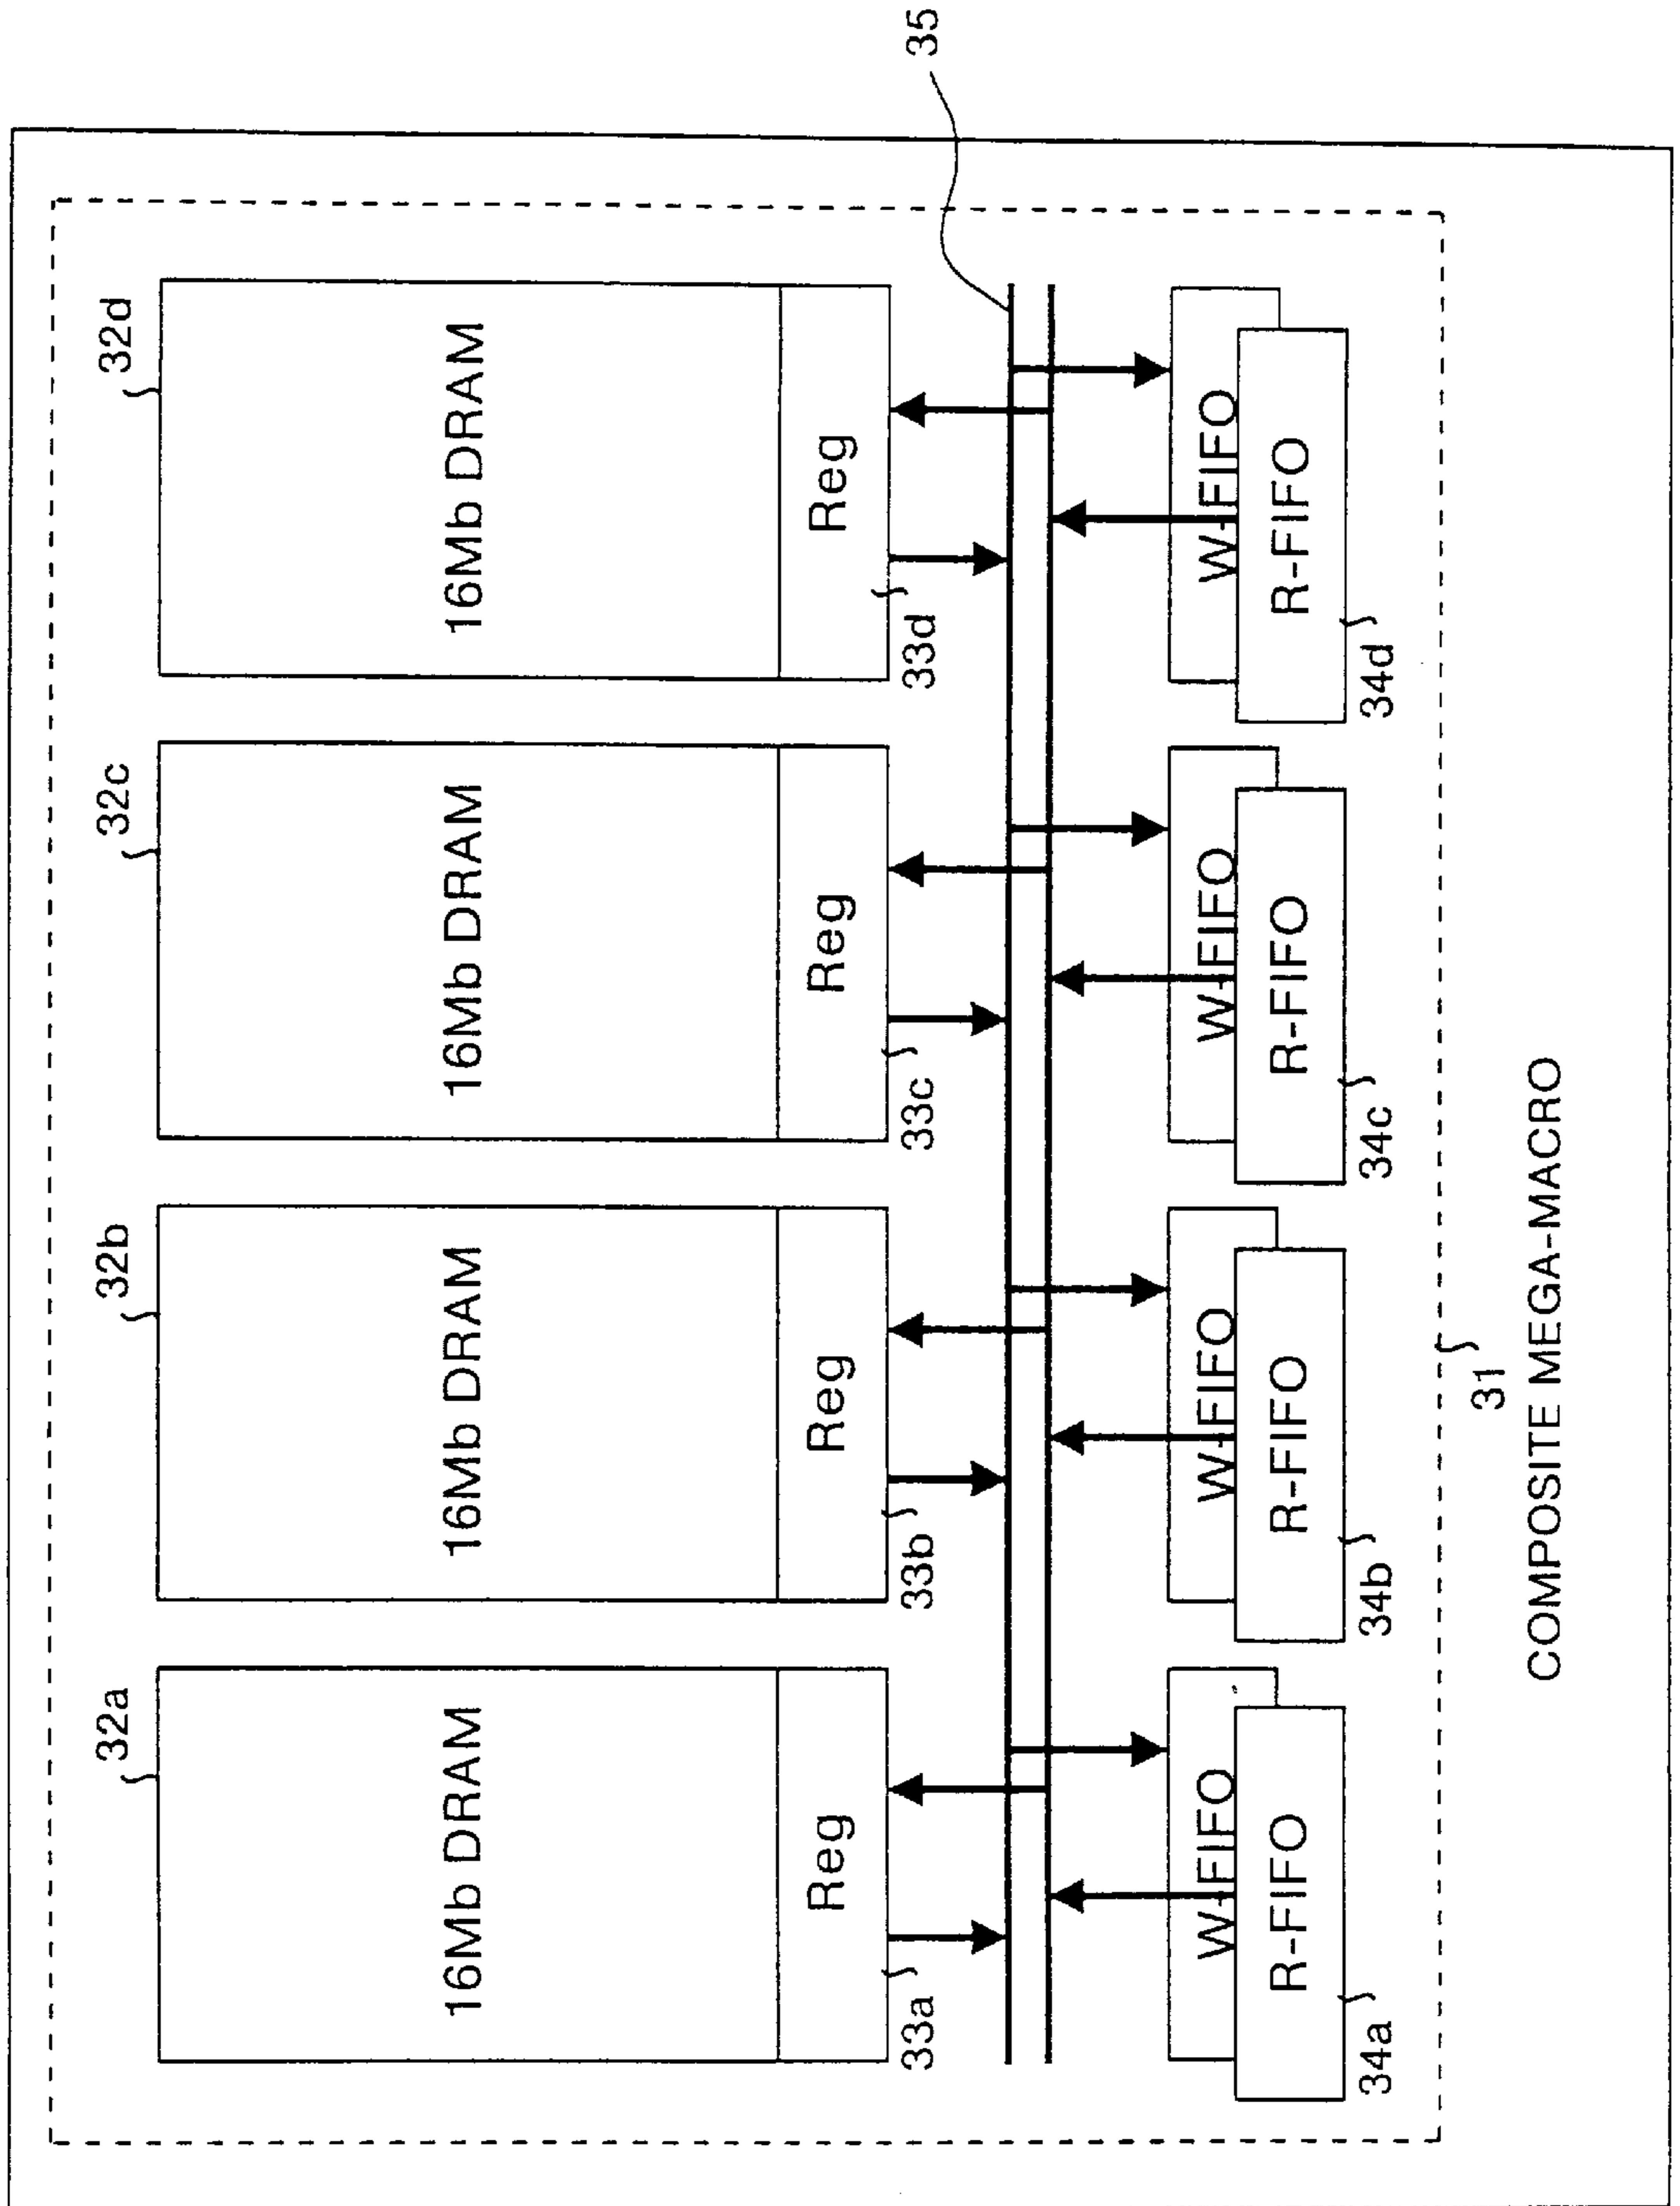 32a
32b
32c
32d
16Mb DRAM
16Mb DRAM
16Mb DRAM
16Mb DRAM
Reg
Reg
Reg
Reg
33a
33b
33c
33d
35
W-FIFO
W-FIFO
W-FIFO
W-FIFO
R-FIFO
R-FIFO
R-FIFO
R-FIFO
34a
34b
34c
34d
31
COMPOSITE MEGA-MACRO